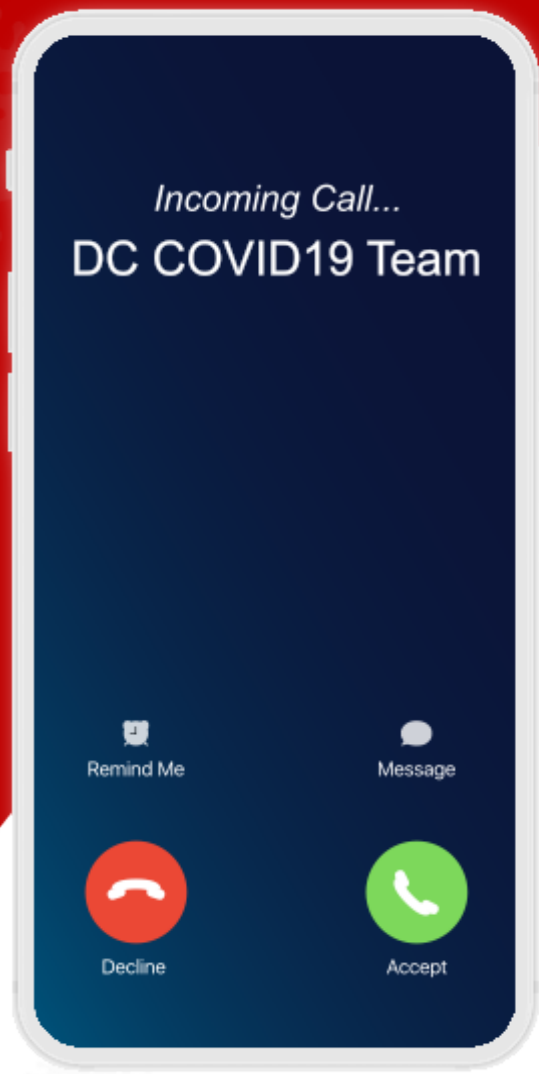 Incoming Call...
DC COVID19 Team
Remind Me
Message
Decline
Accept